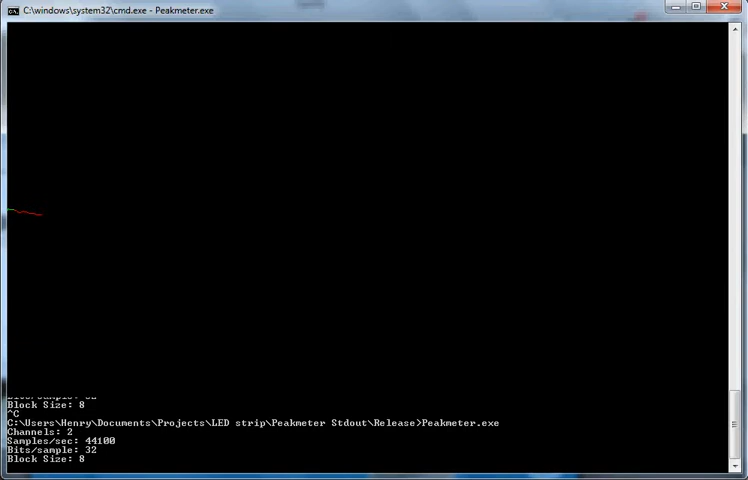 C:\windows\system32\cmd.exe - Peakmeter.exe
Block Size: 8
^C
C:\Users\Henry\Documents\Projects\LED strip\Peakmeter Stdout\Release>Peakmeter.exe
Channels: 2
Samples/sec: 44100
Bits/sample: 32
Block Size: 8